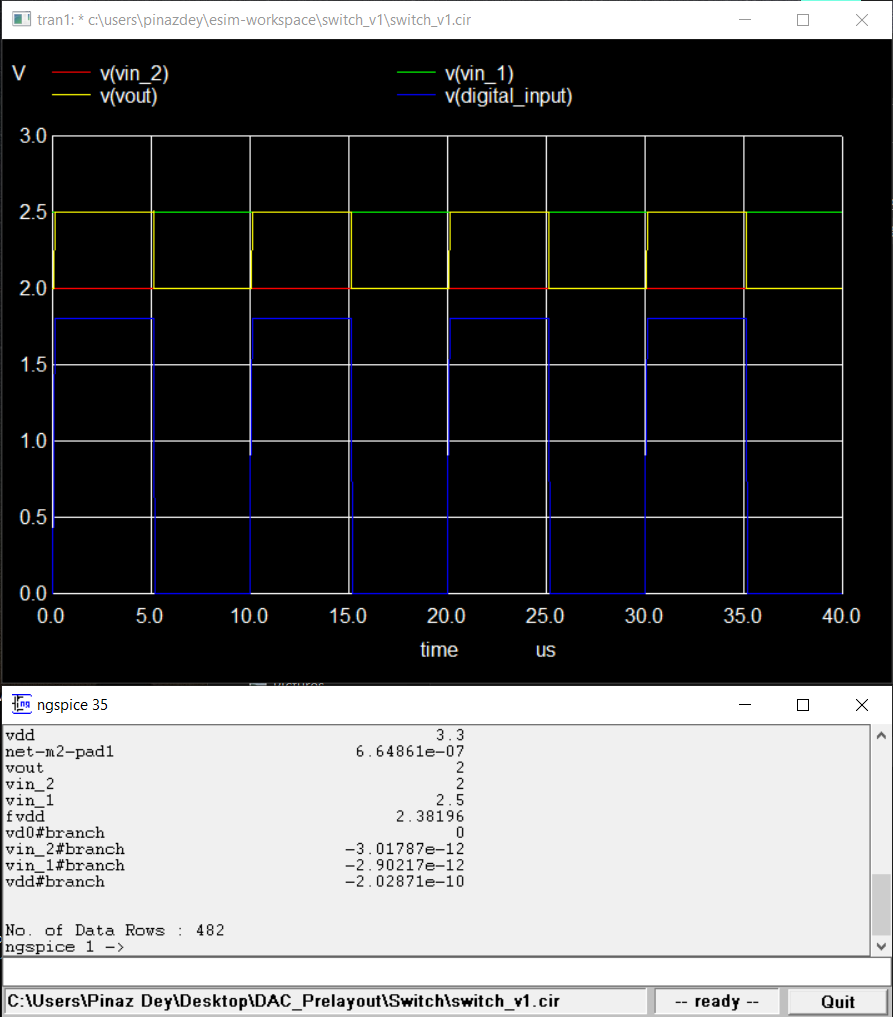 tran1: * c:\users\pinazdey\esim-workspace\switch_v1\switch_v1.cir
V
v(vin_2)
v(vin_1)
v(vout)
v(digital_input)
3.0
2.5
2.0
1.5
1.0
0.5
0.0
0.0 5.0 10.0 15.0 20.0 25.0 30.0 35.0 40.0
time us
ngspice 35
vdd 3.3
net-m2-pad1 6.64861e-07
vout 2
vin_2 2
vin_1 2.5
fvdd 2.38196
vd0#branch 0
vin_2#branch -3.01787e-12
vin_1#branch -2.90217e-12
vdd#branch -2.02871e-10
No. of Data Rows : 482
ngspice 1 ->
C:\Users\Pinaz Dey\Desktop\DAC_Prelayout\Switch\switch_v1.cir
-- ready --
Quit